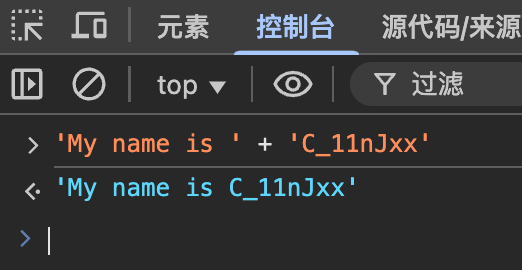 元素 控制台 源代码/来源
top ▼ 过滤
> 'My name is ' + 'C_11nJxx'
'My name is C_11nJxx'
>